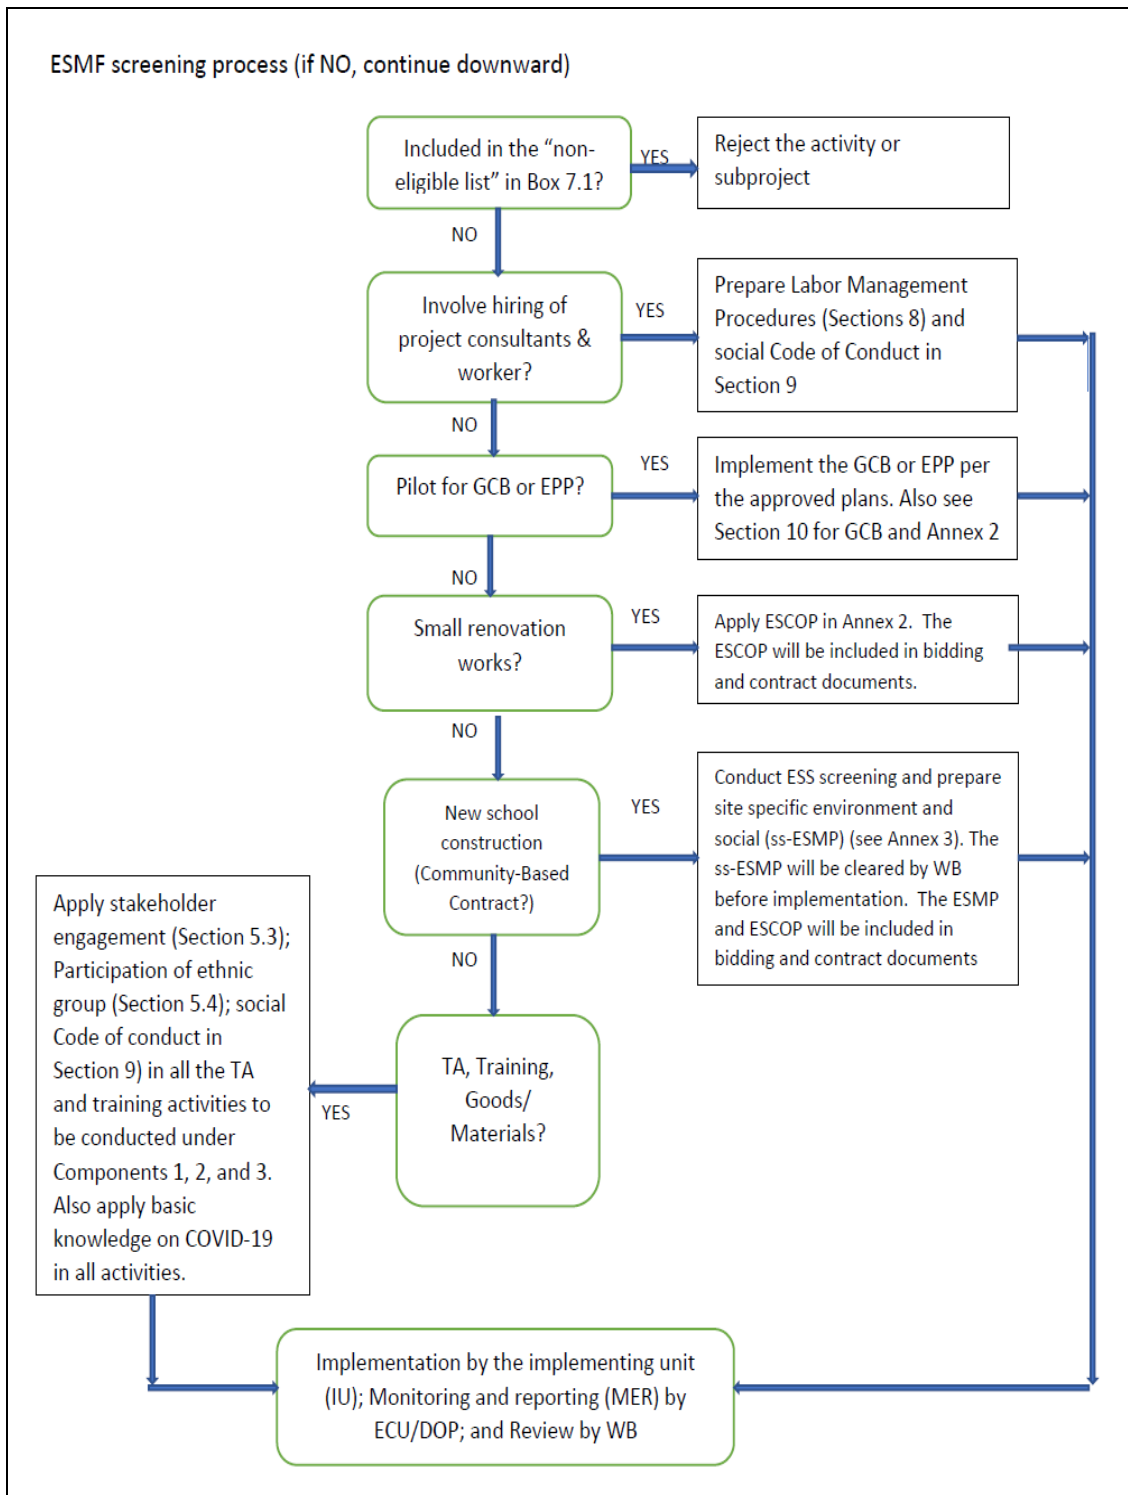 ESMF screening process (if NO, continue downward)
Included in the “non-
eligible list” in Box 7.1?
YES
Reject the activity or
subproject
NO
Involve hiring of
project consultants &
worker?
YES
Prepare Labor Management
Procedures (Sections 8) and
social Code of Conduct in
Section 9
NO
Pilot for GCB or EPP?
YES
Implement the GCB or EPP per
the approved plans. Also see
Section 10 for GCB and Annex 2
NO
Small renovation
works?
YES
Apply ESCOP in Annex 2. The
ESCOP will be included in bidding
and contract documents.
NO
New school
construction
(Community-Based
Contract?)
YES
Conduct ESS screening and prepare
site specific environment and
social (ss-ESMP) (see Annex 3). The
ss-ESMP will be cleared by WB
before implementation. The ESMP
and ESCOP will be included in
bidding and contract documents
NO
TA, Training,
Goods/
Materials?
YES
Apply stakeholder
engagement (Section 5.3);
Participation of ethnic
group (Section 5.4); social
Code of conduct in
Section 9) in all the TA
and training activities to
be conducted under
Components 1, 2, and 3.
Also apply basic
knowledge on COVID-19
in all activities.
Implementation by the implementing unit
(IU); Monitoring and reporting (MER) by
ECU/DOP; and Review by WB